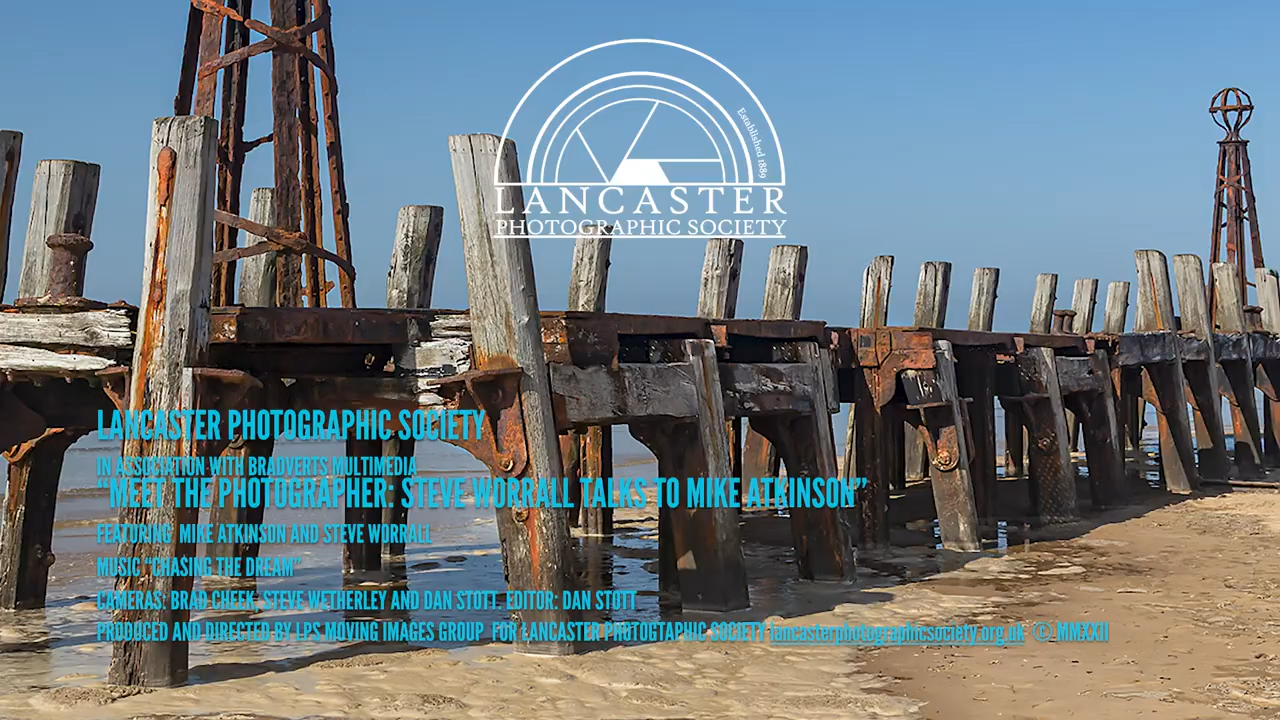 Established 1889
LANCASTER
PHOTOGRAPHIC SOCIETY
LANCASTER PHOTOGRAPHIC SOCIETY
IN ASSOCIATION WITH BRADVERTS MULTIMEDIA
“MEET THE PHOTOGRAPHER: STEVE WORRALL TALKS TO MIKE ATKINSON”
FEATURING MIKE ATKINSON AND STEVE WORRALL
MUSIC “CHASING THE DREAM”
CAMERAS: BRAD CHEEK, STEVE WETHERLEY AND DAN STOTT. EDITOR: DAN STOTT
PRODUCED AND DIRECTED BY LPS MOVING IMAGES GROUP FOR LANCASTER PHOTOGTAPHIC SOCIETY lancasterphotographicsociety.org.uk © MMXXII